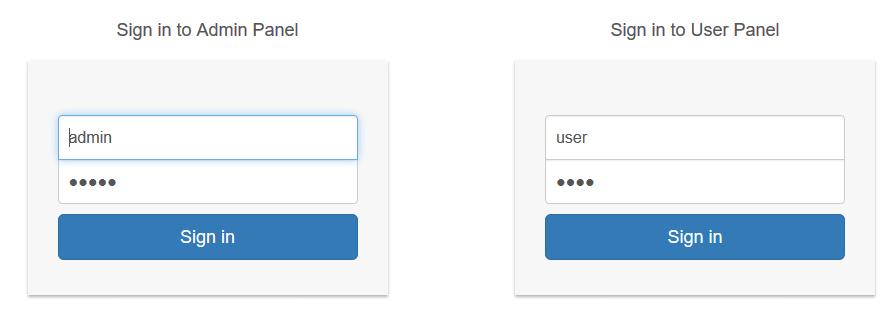 Sign in to Admin Panel
admin
•••••
Sign in
Sign in to User Panel
user
••••
Sign in